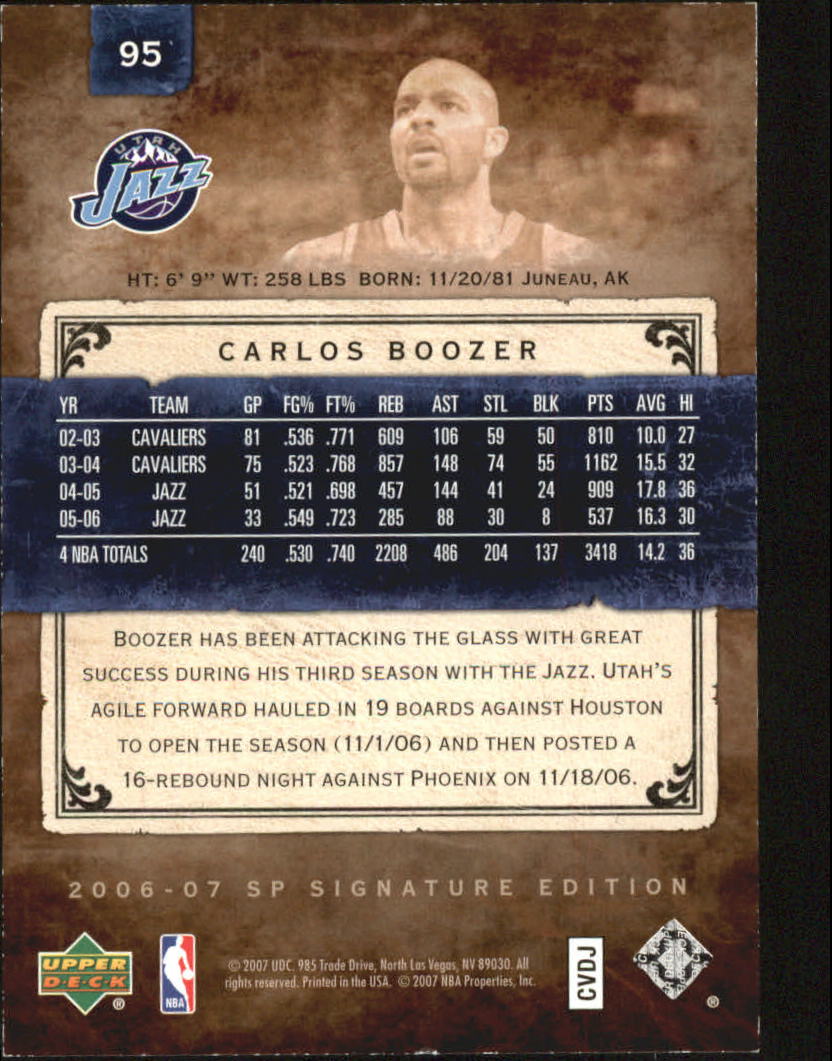 95
UTAH
JAZZ
HT: 6' 9" WT: 258 LBS BORN: 11/20/81 JUNEAU, AK
CARLOS BOOZER
YR TEAM GP FG% FT% REB AST STL BLK PTS AVG HI
02-03 CAVALIERS 81 .536 .771 609 106 59 50 810 10.0 27
03-04 CAVALIERS 75 .523 .768 857 148 74 55 1162 15.5 32
04-05 JAZZ 51 .521 .698 457 144 41 24 909 17.8 36
05-06 JAZZ 33 .549 .723 285 88 30 8 537 16.3 30
4 NBA TOTALS 240 .530 .740 2208 486 204 137 3418 14.2 36
BOOZER HAS BEEN ATTACKING THE GLASS WITH GREAT
SUCCESS DURING HIS THIRD SEASON WITH THE JAZZ. UTAH'S
AGILE FORWARD HAULED IN 19 BOARDS AGAINST HOUSTON
TO OPEN THE SEASON (11/1/06) AND THEN POSTED A
16-REBOUND NIGHT AGAINST PHOENIX ON 11/18/06.
2006-07 SP SIGNATURE EDITION
UPPER
DECK
®
NBA
© 2007 UDC. 985 Trade Drive, North Las Vegas, NV 89030. All
rights reserved. Printed in the USA. © 2007 NBA Properties, Inc.
CVDJ
®